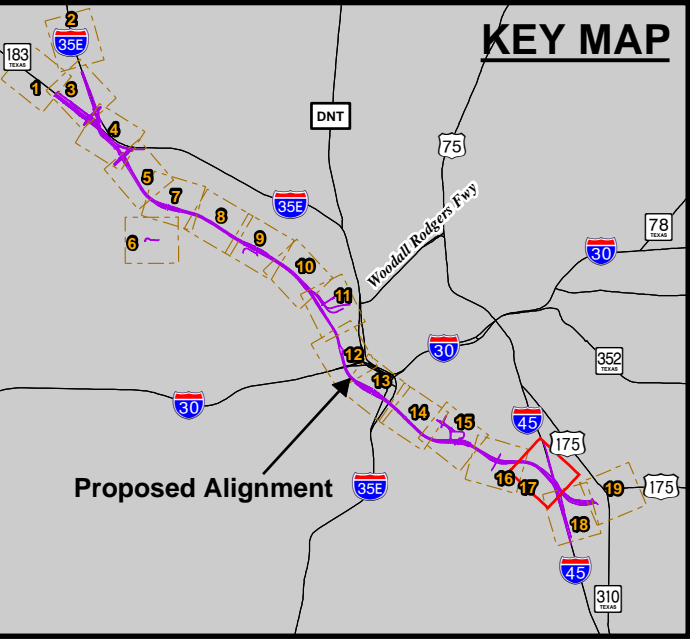 KEY MAP
2
35E
183
TEXAS
1
3
4
DNT
75
5
7
35E
Woodall Rodgers Fwy
8
6
9
78
TEXAS
30
10
11
12
30
352
TEXAS
13
30
14
15
45
175
Proposed Alignment
35E
16
17
19
175
18
45
310
TEXAS